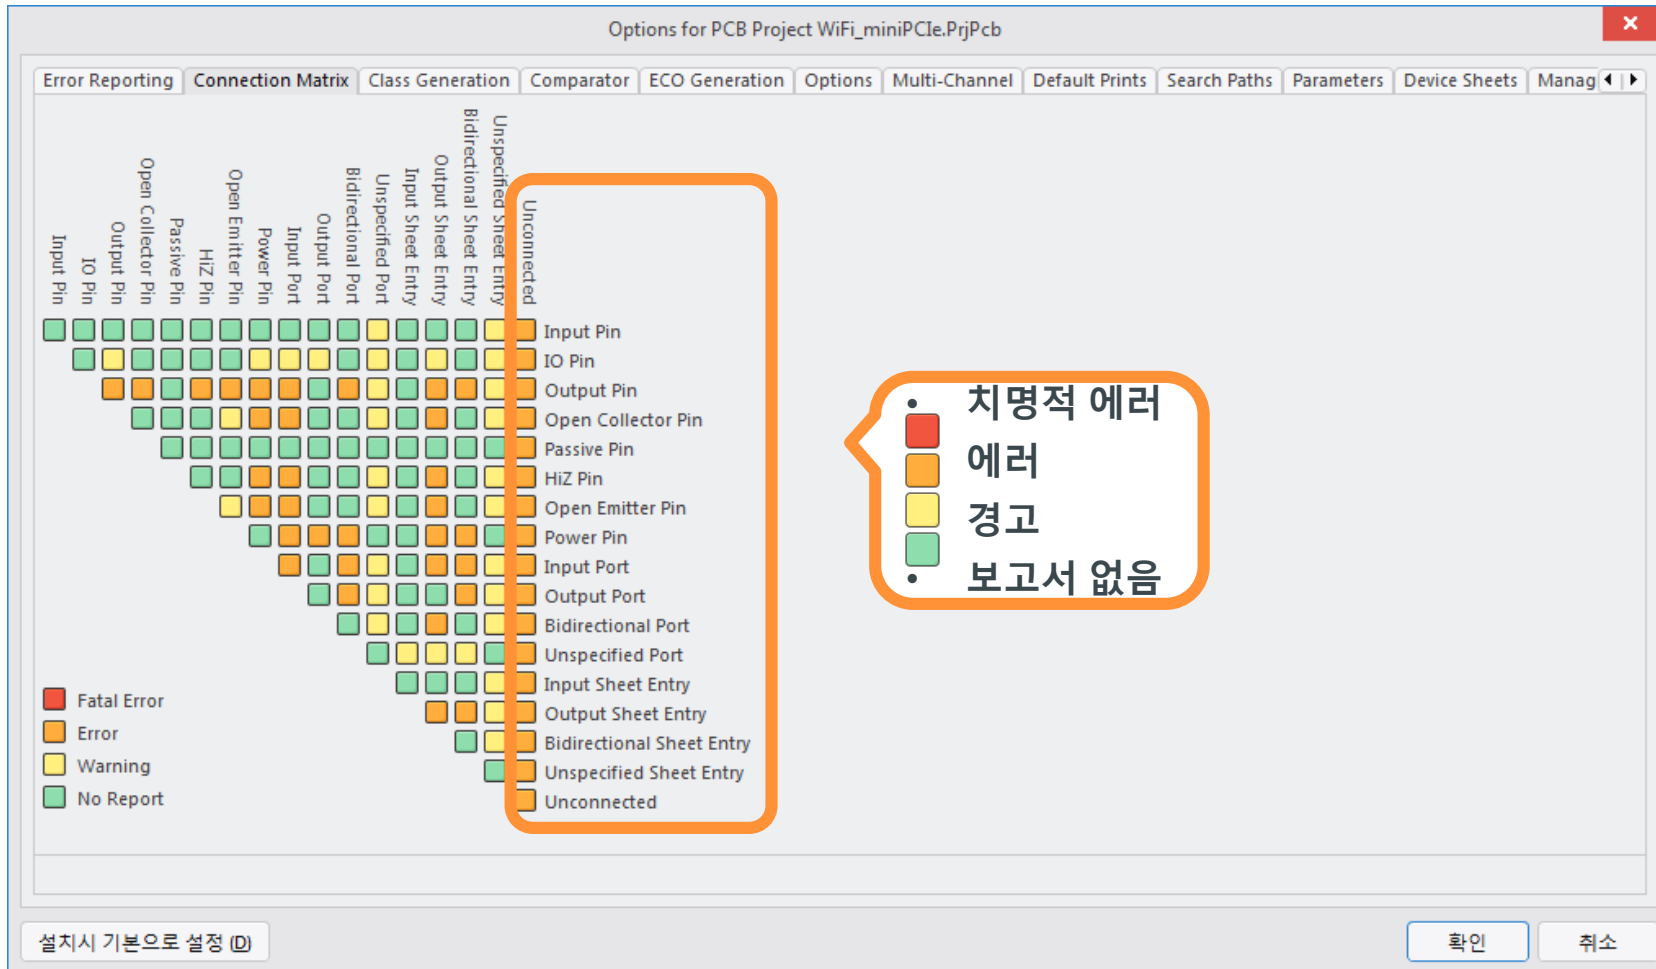 Options for PCB Project WiFi_miniPCIe.PrjPcb
Error Reporting
Connection Matrix
Class Generation
Comparator
ECO Generation
Options
Multi-Channel
Default Prints
Search Paths
Parameters
Device Sheets
Manag
Input Pin
IO Pin
Output Pin
Open Collector Pin
Passive Pin
HiZ Pin
Open Emitter Pin
Power Pin
Input Port
Output Port
Bidirectional Port
Unspecified Port
Input Sheet Entry
Output Sheet Entry
Bidirectional Sheet Entry
Unspecified Sheet Entry
Unconnected
Input Pin
IO Pin
Output Pin
Open Collector Pin
Passive Pin
HiZ Pin
Open Emitter Pin
Power Pin
Input Port
Output Port
Bidirectional Port
Unspecified Port
Input Sheet Entry
Output Sheet Entry
Bidirectional Sheet Entry
Unspecified Sheet Entry
Unconnected
• 치명적 에러
에러
경고
• 보고서 없음
Fatal Error
Error
Warning
No Report
설치시 기본으로 설정 (D)
확인
취소